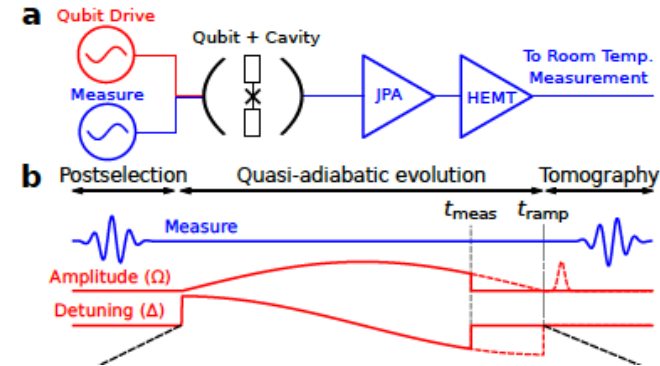 a
Qubit Drive
Qubit + Cavity
Measure
JPA
HEMT
To Room Temp.
Measurement
b
Postselection
Quasi-adiabatic evolution
Tomography
t_meas
t_ramp
Measure
Amplitude (Ω)
Detuning (Δ)